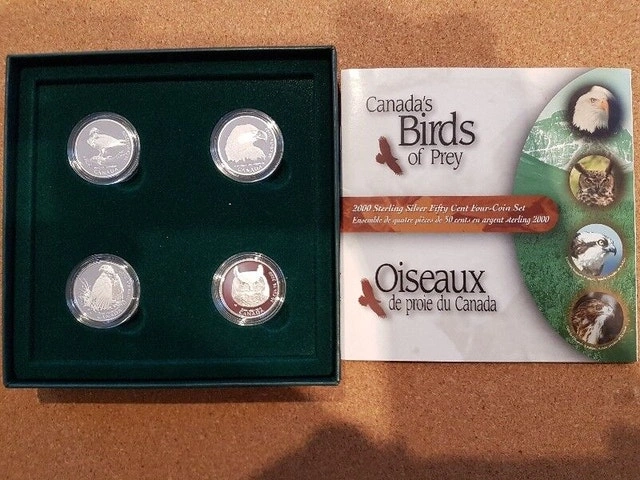 Canada's
Birds
of Prey
2000 Sterling Silver Fifty Cent Four-Coin Set
Ensemble de quatre pièces de 50 cents en argent sterling 2000
Oiseaux
de proie du Canada
CANADA
CANADA
CANADA